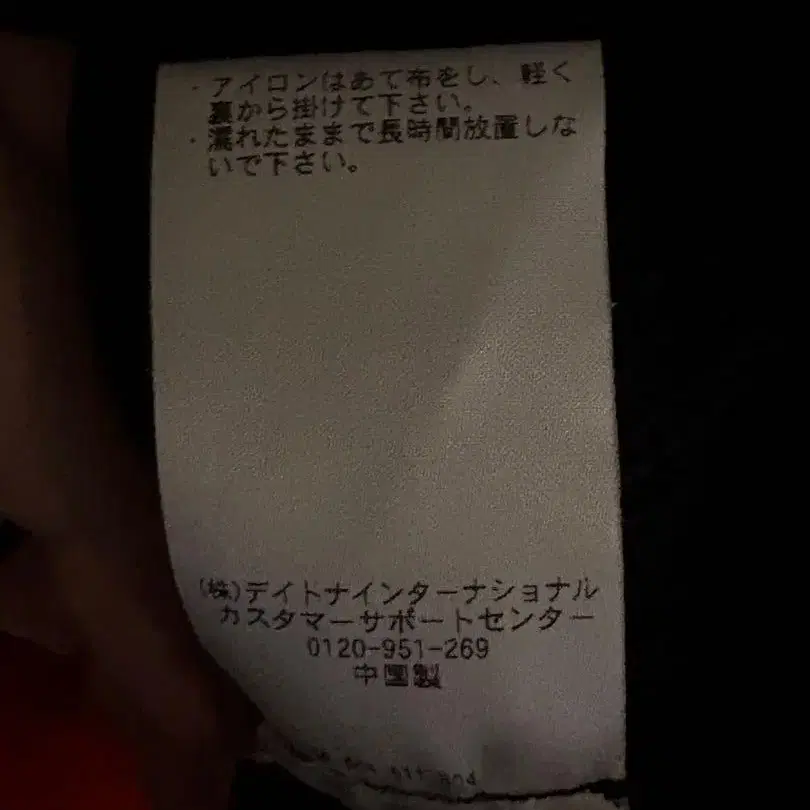 ・アイロンはあて布をし、軽く
裏から掛けて下さい。
・濡れたままで長時間放置しな
いで下さい。
(株)デイトナインターナショナル
カスタマーサポートセンター
0120-951-269
中国製